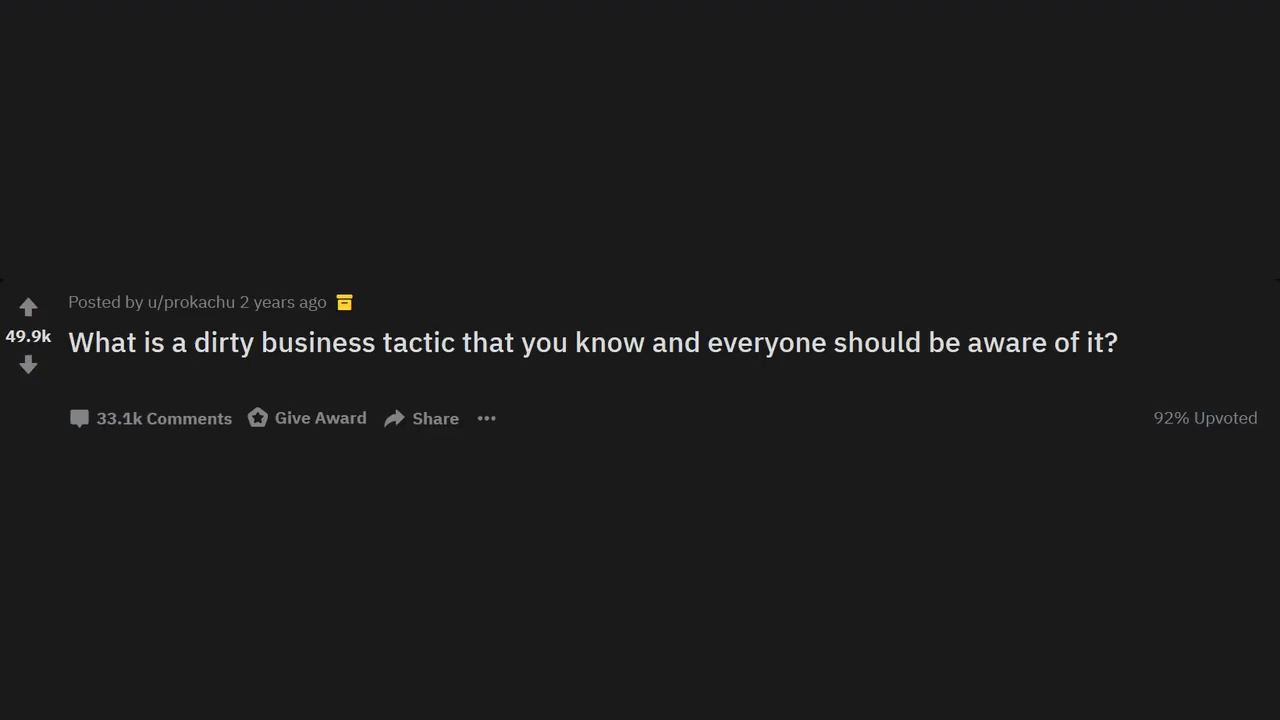 Posted by u/prokachu 2 years ago
49.9k
What is a dirty business tactic that you know and everyone should be aware of it?
33.1k Comments Give Award Share ••• 92% Upvoted